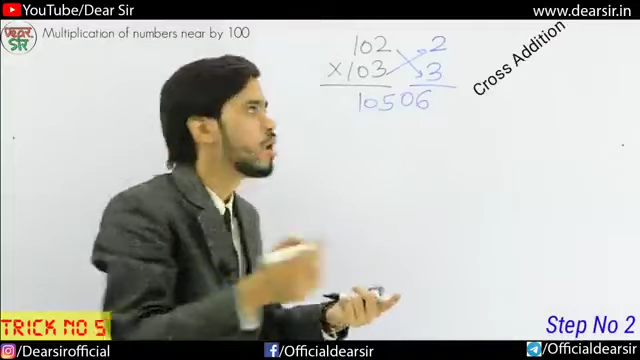 YouTube/Dear Sir
www.dearsir.in
DEAR SIR
Multiplication of numbers near by 100
102 2
×103 3
10506
Cross Addition
TRICK NO 5
Step No 2
/Dearsirofficial
/Officialdearsir
/Officialdearsir